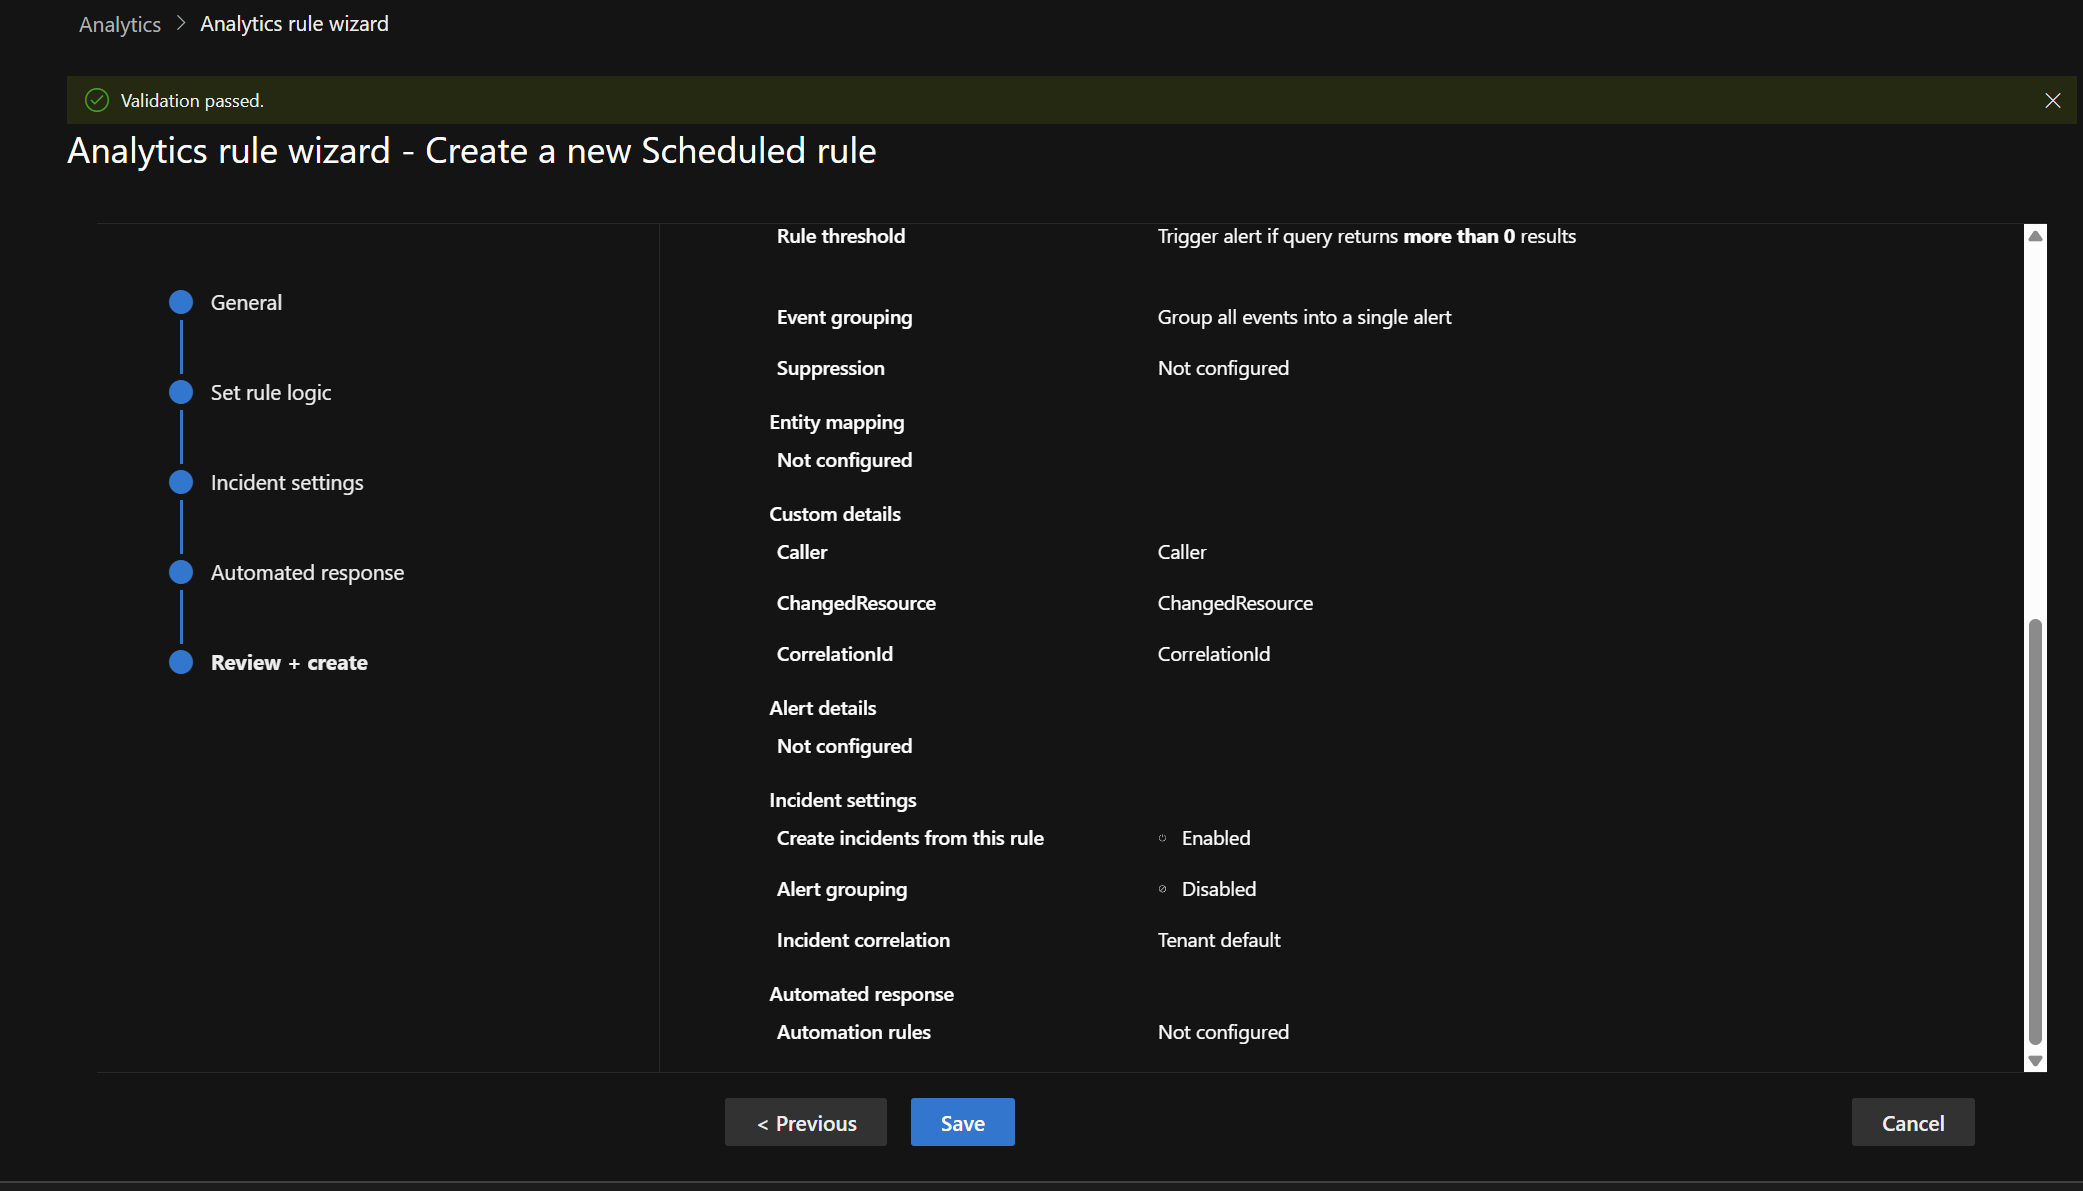 Analytics > Analytics rule wizard
Validation passed.
Analytics rule wizard - Create a new Scheduled rule
General
Set rule logic
Incident settings
Automated response
Review + create
Rule threshold Trigger alert if query returns more than 0 results
Event grouping Group all events into a single alert
Suppression Not configured
Entity mapping
Not configured
Custom details
Caller Caller
ChangedResource ChangedResource
CorrelationId CorrelationId
Alert details
Not configured
Incident settings
Create incidents from this rule Enabled
Alert grouping Disabled
Incident correlation Tenant default
Automated response
Automation rules Not configured
< Previous Save Cancel